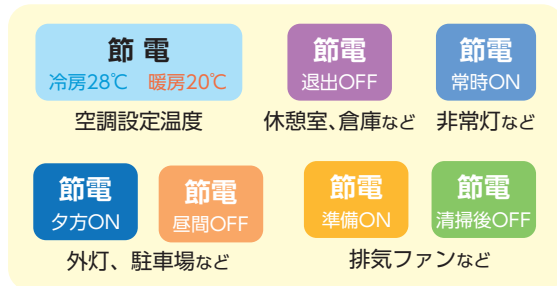 節 電
冷房28℃ 暖房20℃
空調設定温度
節電
退出OFF
休憩室、倉庫など
節電
常時ON
非常灯など
節電
夕方ON
節電
昼間OFF
外灯、駐車場など
節電
準備ON
節電
清掃後OFF
排気ファンなど